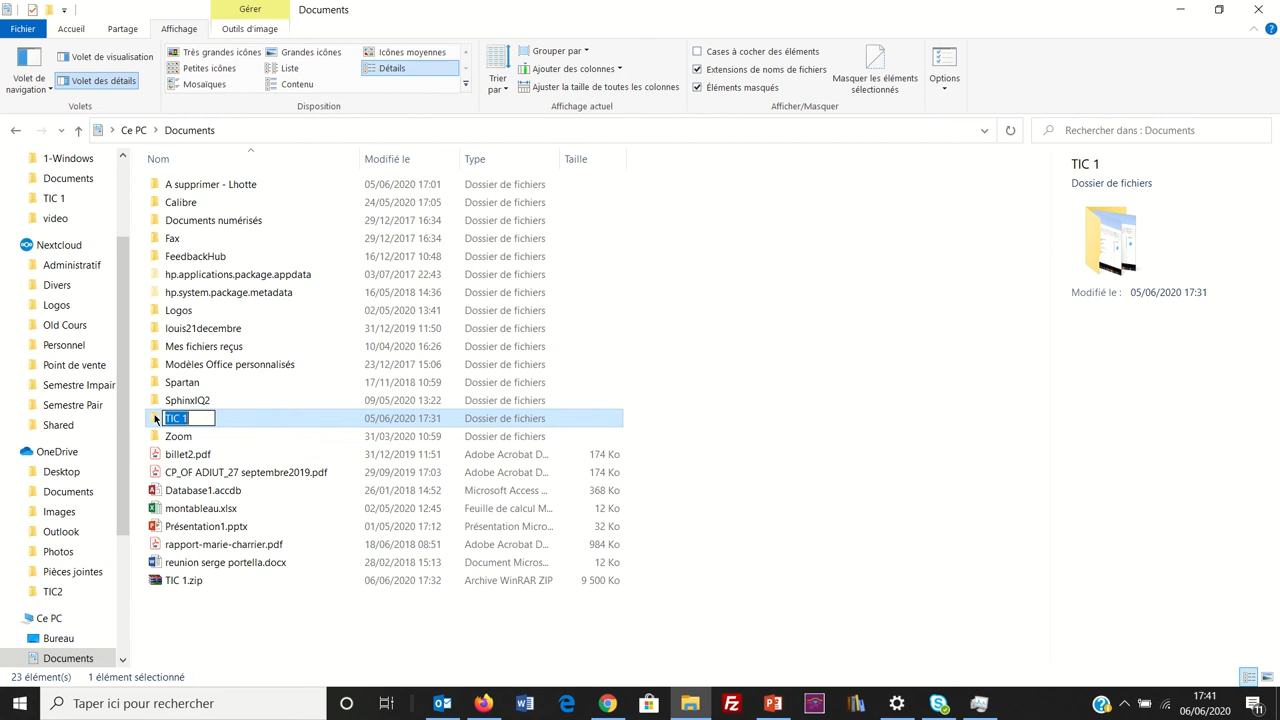 Gérer
Documents
Fichier Accueil Partage Affichage Outils d'image
Volet de navigation
Volet de visualisation
Volet des détails
Volets
Très grandes icônes Grandes icônes Icônes moyennes
Petites icônes Liste Détails
Mosaïques Contenu
Disposition
Trier par
Grouper par
Ajouter des colonnes
Ajuster la taille de toutes les colonnes
Affichage actuel
Cases à cocher des éléments
Extensions de noms de fichiers
Éléments masqués
Masquer les éléments sélectionnés
Afficher/Masquer
Options
Ce PC > Documents
Rechercher dans : Documents
1-Windows
Documents
TIC 1
video
Nextcloud
Administratif
Divers
Logos
Old Cours
Personnel
Point de vente
Semestre Impair
Semestre Pair
Shared
OneDrive
Desktop
Documents
Images
Outlook
Photos
Pièces jointes
TIC2
Ce PC
Bureau
Documents
Nom Modifié le Type Taille
A supprimer - Lhotte 05/06/2020 17:01 Dossier de fichiers
Calibre 24/05/2020 17:05 Dossier de fichiers
Documents numérisés 29/12/2017 16:34 Dossier de fichiers
Fax 29/12/2017 16:34 Dossier de fichiers
FeedbackHub 16/12/2017 10:48 Dossier de fichiers
hp.applications.package.appdata 03/07/2017 22:43 Dossier de fichiers
hp.system.package.metadata 16/05/2018 14:36 Dossier de fichiers
Logos 02/05/2020 13:41 Dossier de fichiers
louis21decembre 31/12/2019 11:50 Dossier de fichiers
Mes fichiers reçus 10/04/2020 16:26 Dossier de fichiers
Modèles Office personnalisés 23/12/2017 15:06 Dossier de fichiers
Spartan 17/11/2018 10:59 Dossier de fichiers
SphinxIQ2 09/05/2020 13:22 Dossier de fichiers
TIC 1 05/06/2020 17:31 Dossier de fichiers
Zoom 31/03/2020 10:59 Dossier de fichiers
billet2.pdf 31/12/2019 11:51 Adobe Acrobat D... 174 Ko
CP_OF ADIUT_27 septembre2019.pdf 29/09/2019 17:03 Adobe Acrobat D... 174 Ko
Database1.accdb 26/01/2018 14:52 Microsoft Access ... 368 Ko
montableau.xlsx 02/05/2020 12:45 Feuille de calcul M... 12 Ko
Présentation1.pptx 01/05/2020 17:12 Présentation Micro... 32 Ko
rapport-marie-charrier.pdf 18/06/2018 08:51 Adobe Acrobat D... 984 Ko
reunion serge portella.docx 28/02/2018 15:13 Document Micros... 12 Ko
TIC 1.zip 06/06/2020 17:32 Archive WinRAR ZIP 9 500 Ko
TIC 1
Dossier de fichiers
Modifié le : 05/06/2020 17:31
23 élément(s) 1 élément sélectionné
Taper ici pour rechercher
17:41
06/06/2020
11